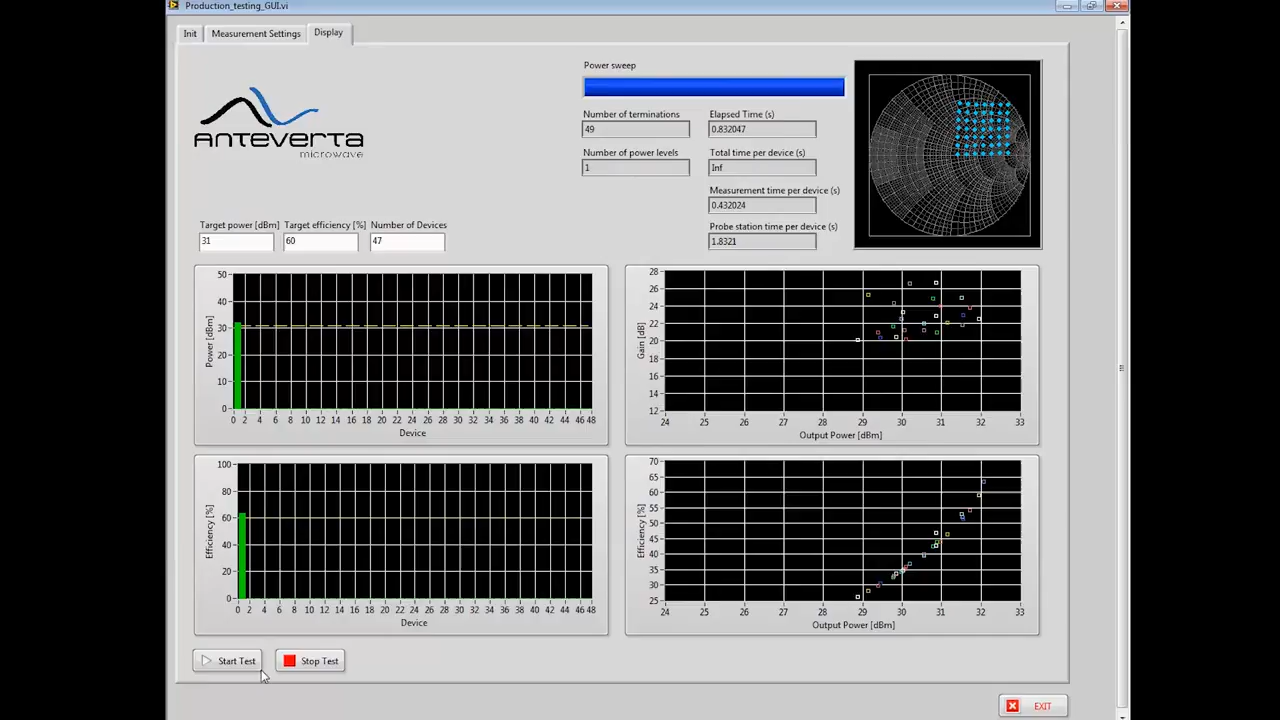 Production_testing_GUI.vi
Init
Measurement Settings
Display
ANTEVERTA
microwave
Power sweep
Number of terminations
49
Elapsed Time (s)
0.832047
Number of power levels
1
Total time per device (s)
Inf
Measurement time per device (s)
0.432024
Probe station time per device (s)
1.8321
Target power [dBm]
31
Target efficiency [%]
60
Number of Devices
47
Power [dBm]
50
40
30
20
10
0
0 2 4 6 8 10 12 14 16 18 20 22 24 26 28 30 32 34 36 38 40 42 44 46 48
Device
Gain [dB]
28
26
24
22
20
18
16
14
12
24 25 26 27 28 29 30 31 32 33
Output Power [dBm]
Efficiency [%]
100
80
60
40
20
0
0 2 4 6 8 10 12 14 16 18 20 22 24 26 28 30 32 34 36 38 40 42 44 46 48
Device
Efficiency [%]
70
65
60
55
50
45
40
35
30
25
24 25 26 27 28 29 30 31 32 33
Output Power [dBm]
Start Test
Stop Test
EXIT